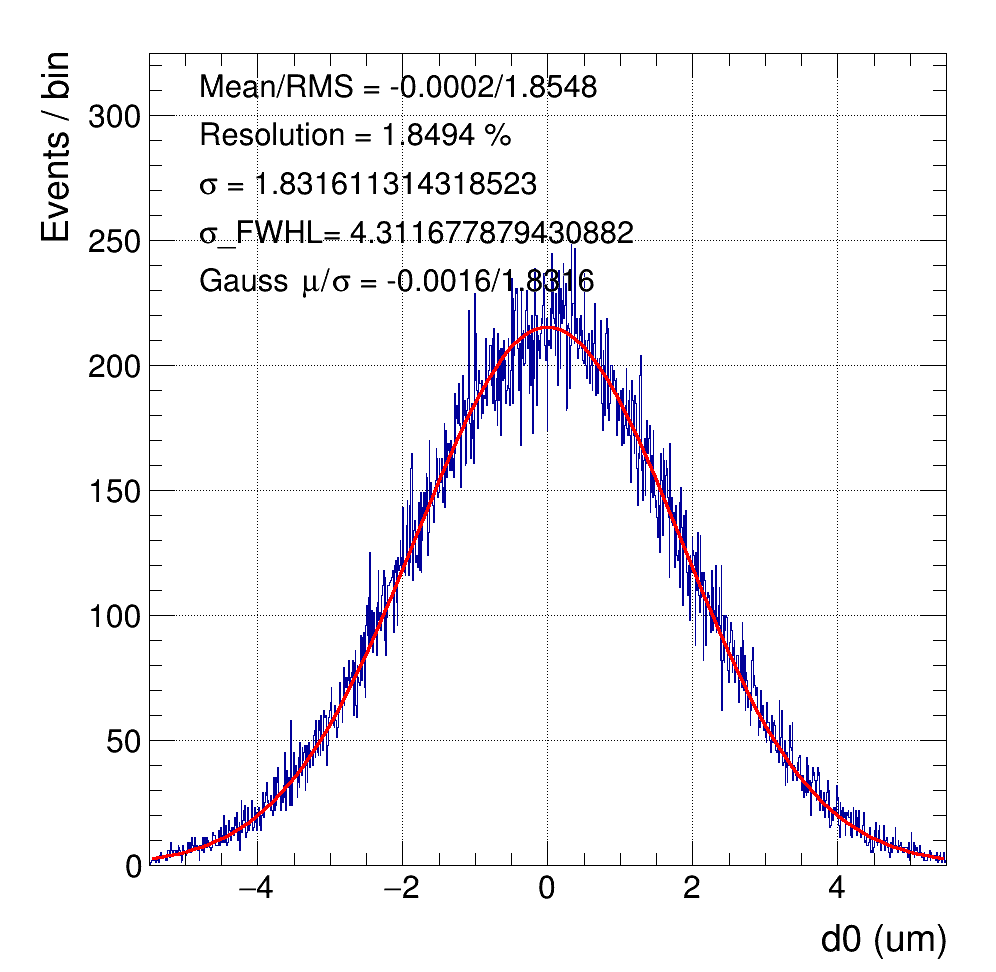 Events / bin
Mean/RMS = -0.0002/1.8548
Resolution = 1.8494 %
σ = 1.831611314318523
σ_FWHL= 4.311677879430882
Gauss μ/σ = -0.0016/1.8316
300
250
200
150
100
50
0
−4 −2 0 2 4
d0 (um)